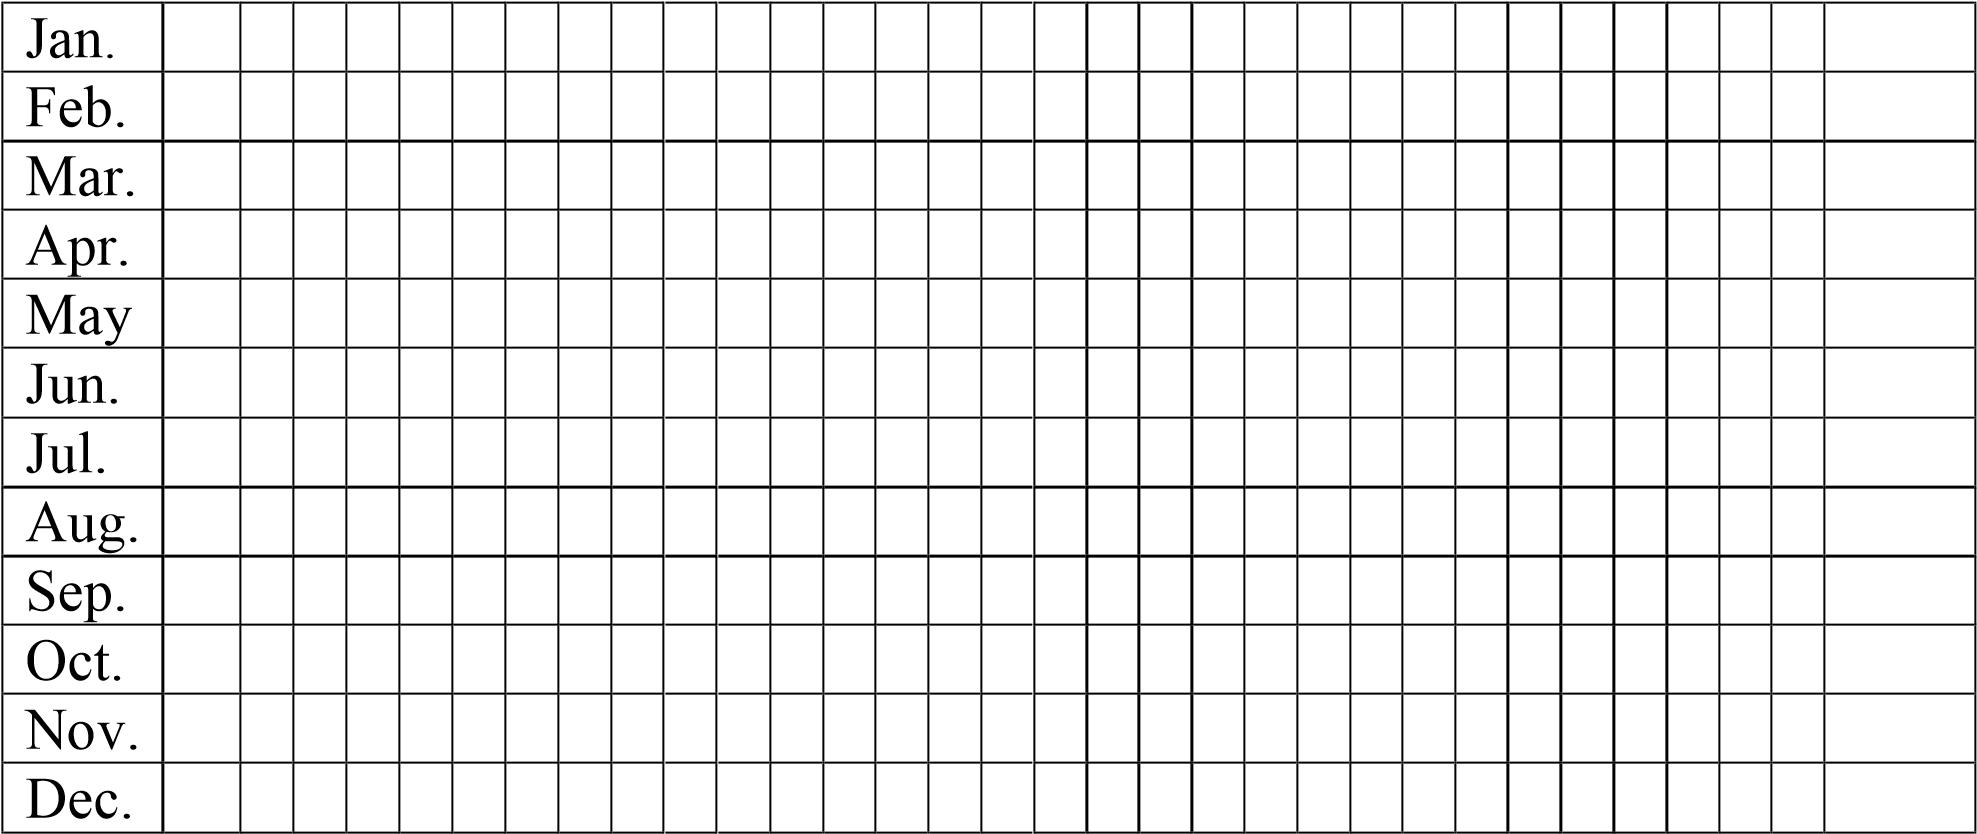 Jan.
Feb.
Mar.
Apr.
May
Jun.
Jul.
Aug.
Sep.
Oct.
Nov.
Dec.